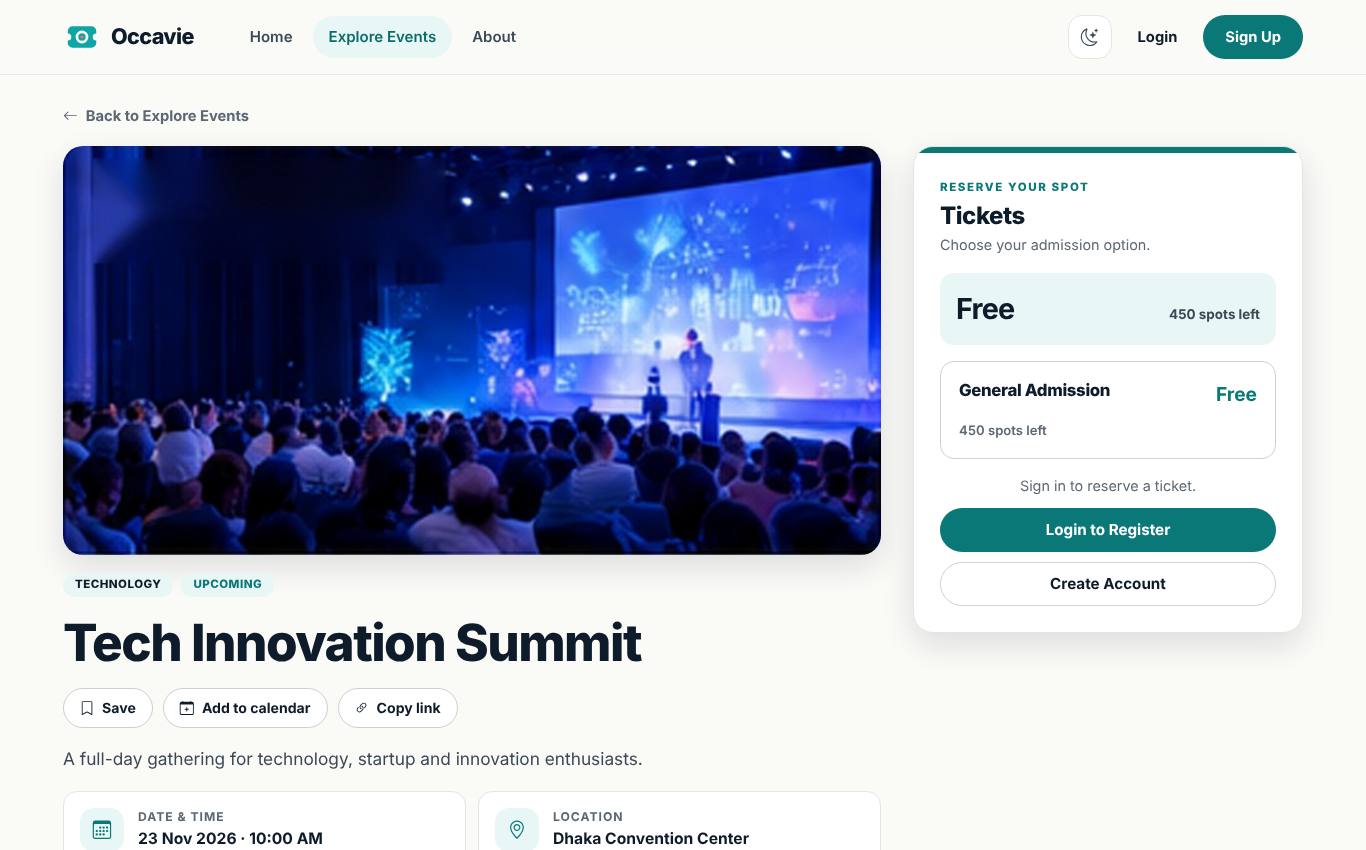 Occavie
Home
Explore Events
About
Login
Sign Up
Back to Explore Events
RESERVE YOUR SPOT
Tickets
Choose your admission option.
Free
450 spots left
General Admission
Free
450 spots left
Sign in to reserve a ticket.
Login to Register
Create Account
TECHNOLOGY
UPCOMING
Tech Innovation Summit
Save
Add to calendar
Copy link
A full-day gathering for technology, startup and innovation enthusiasts.
DATE & TIME
23 Nov 2026 · 10:00 AM
LOCATION
Dhaka Convention Center